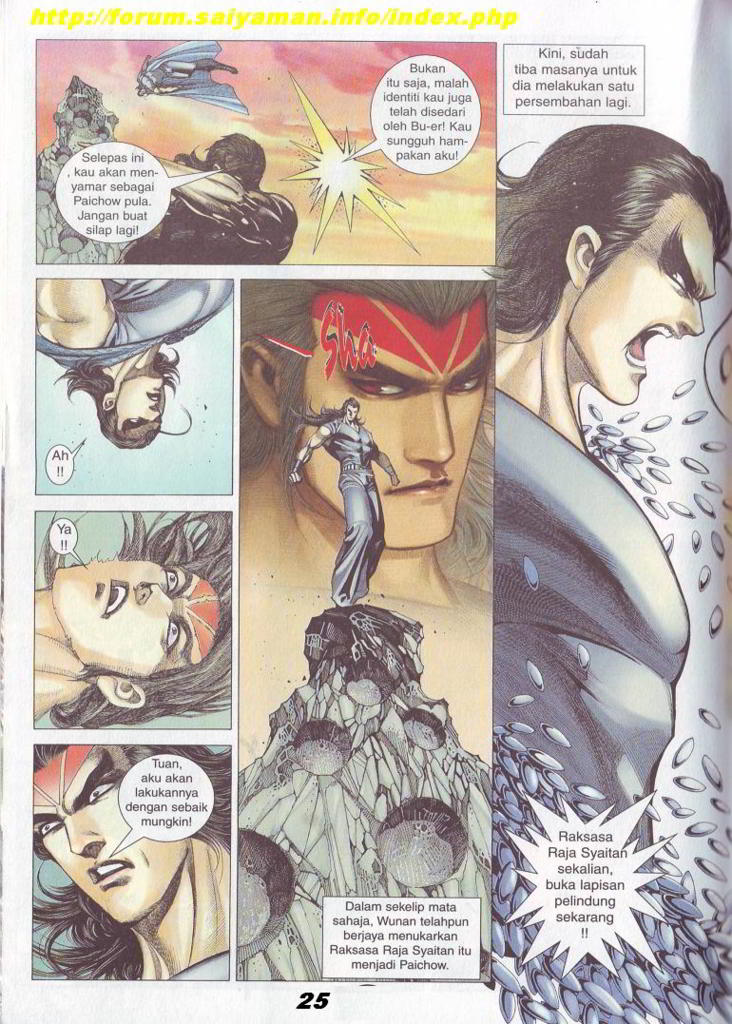 http://forum.saiyaman.info/index.php
Bukan
itu saja, malah
identiti kau juga
telah disedari
oleh Bu-er! Kau
sungguh ham-
pakan aku!
Selepas ini
, kau akan men-
yamar sebagai
Paichow pula.
Jangan buat
silap lagi!
Kini, sudah
tiba masanya untuk
dia melakukan satu
persembahan lagi.
Ah
!!
Sha
Ya
!!
Tuan,
aku akan
lakukannya
dengan sebaik
mungkin!
Dalam sekelip mata
sahaja, Wunan telahpun
berjaya menukarkan
Raksasa Raja Syaitan itu
menjadi Paichow.
Raksasa
Raja Syaitan
sekalian,
buka lapisan
pelindung
sekarang
!!
25